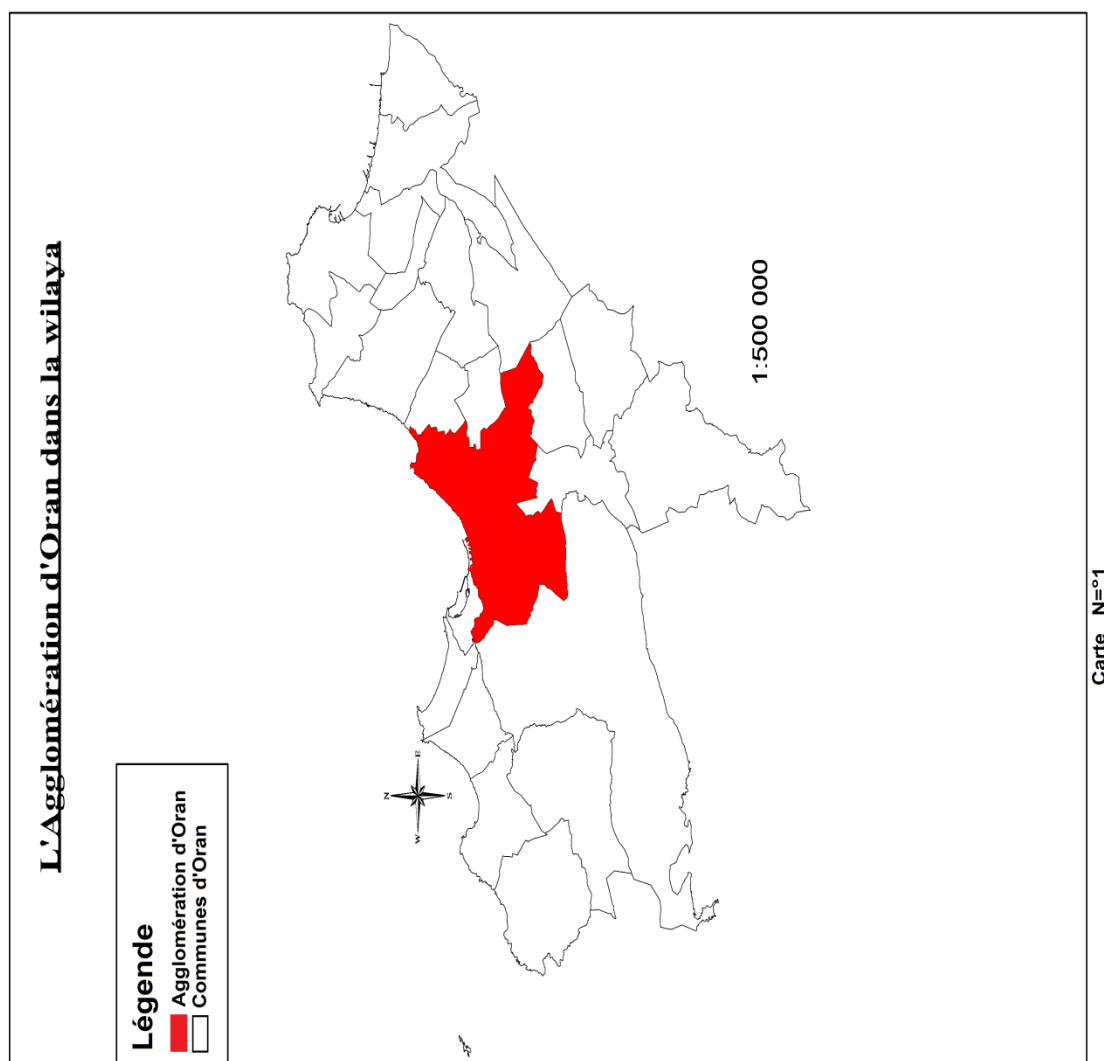 L'Agglomération d'Oran dans la wilaya
N
W
E
S
1:500 000
Légende
Agglomération d'Oran
Communes d'Oran
Carte N=°1